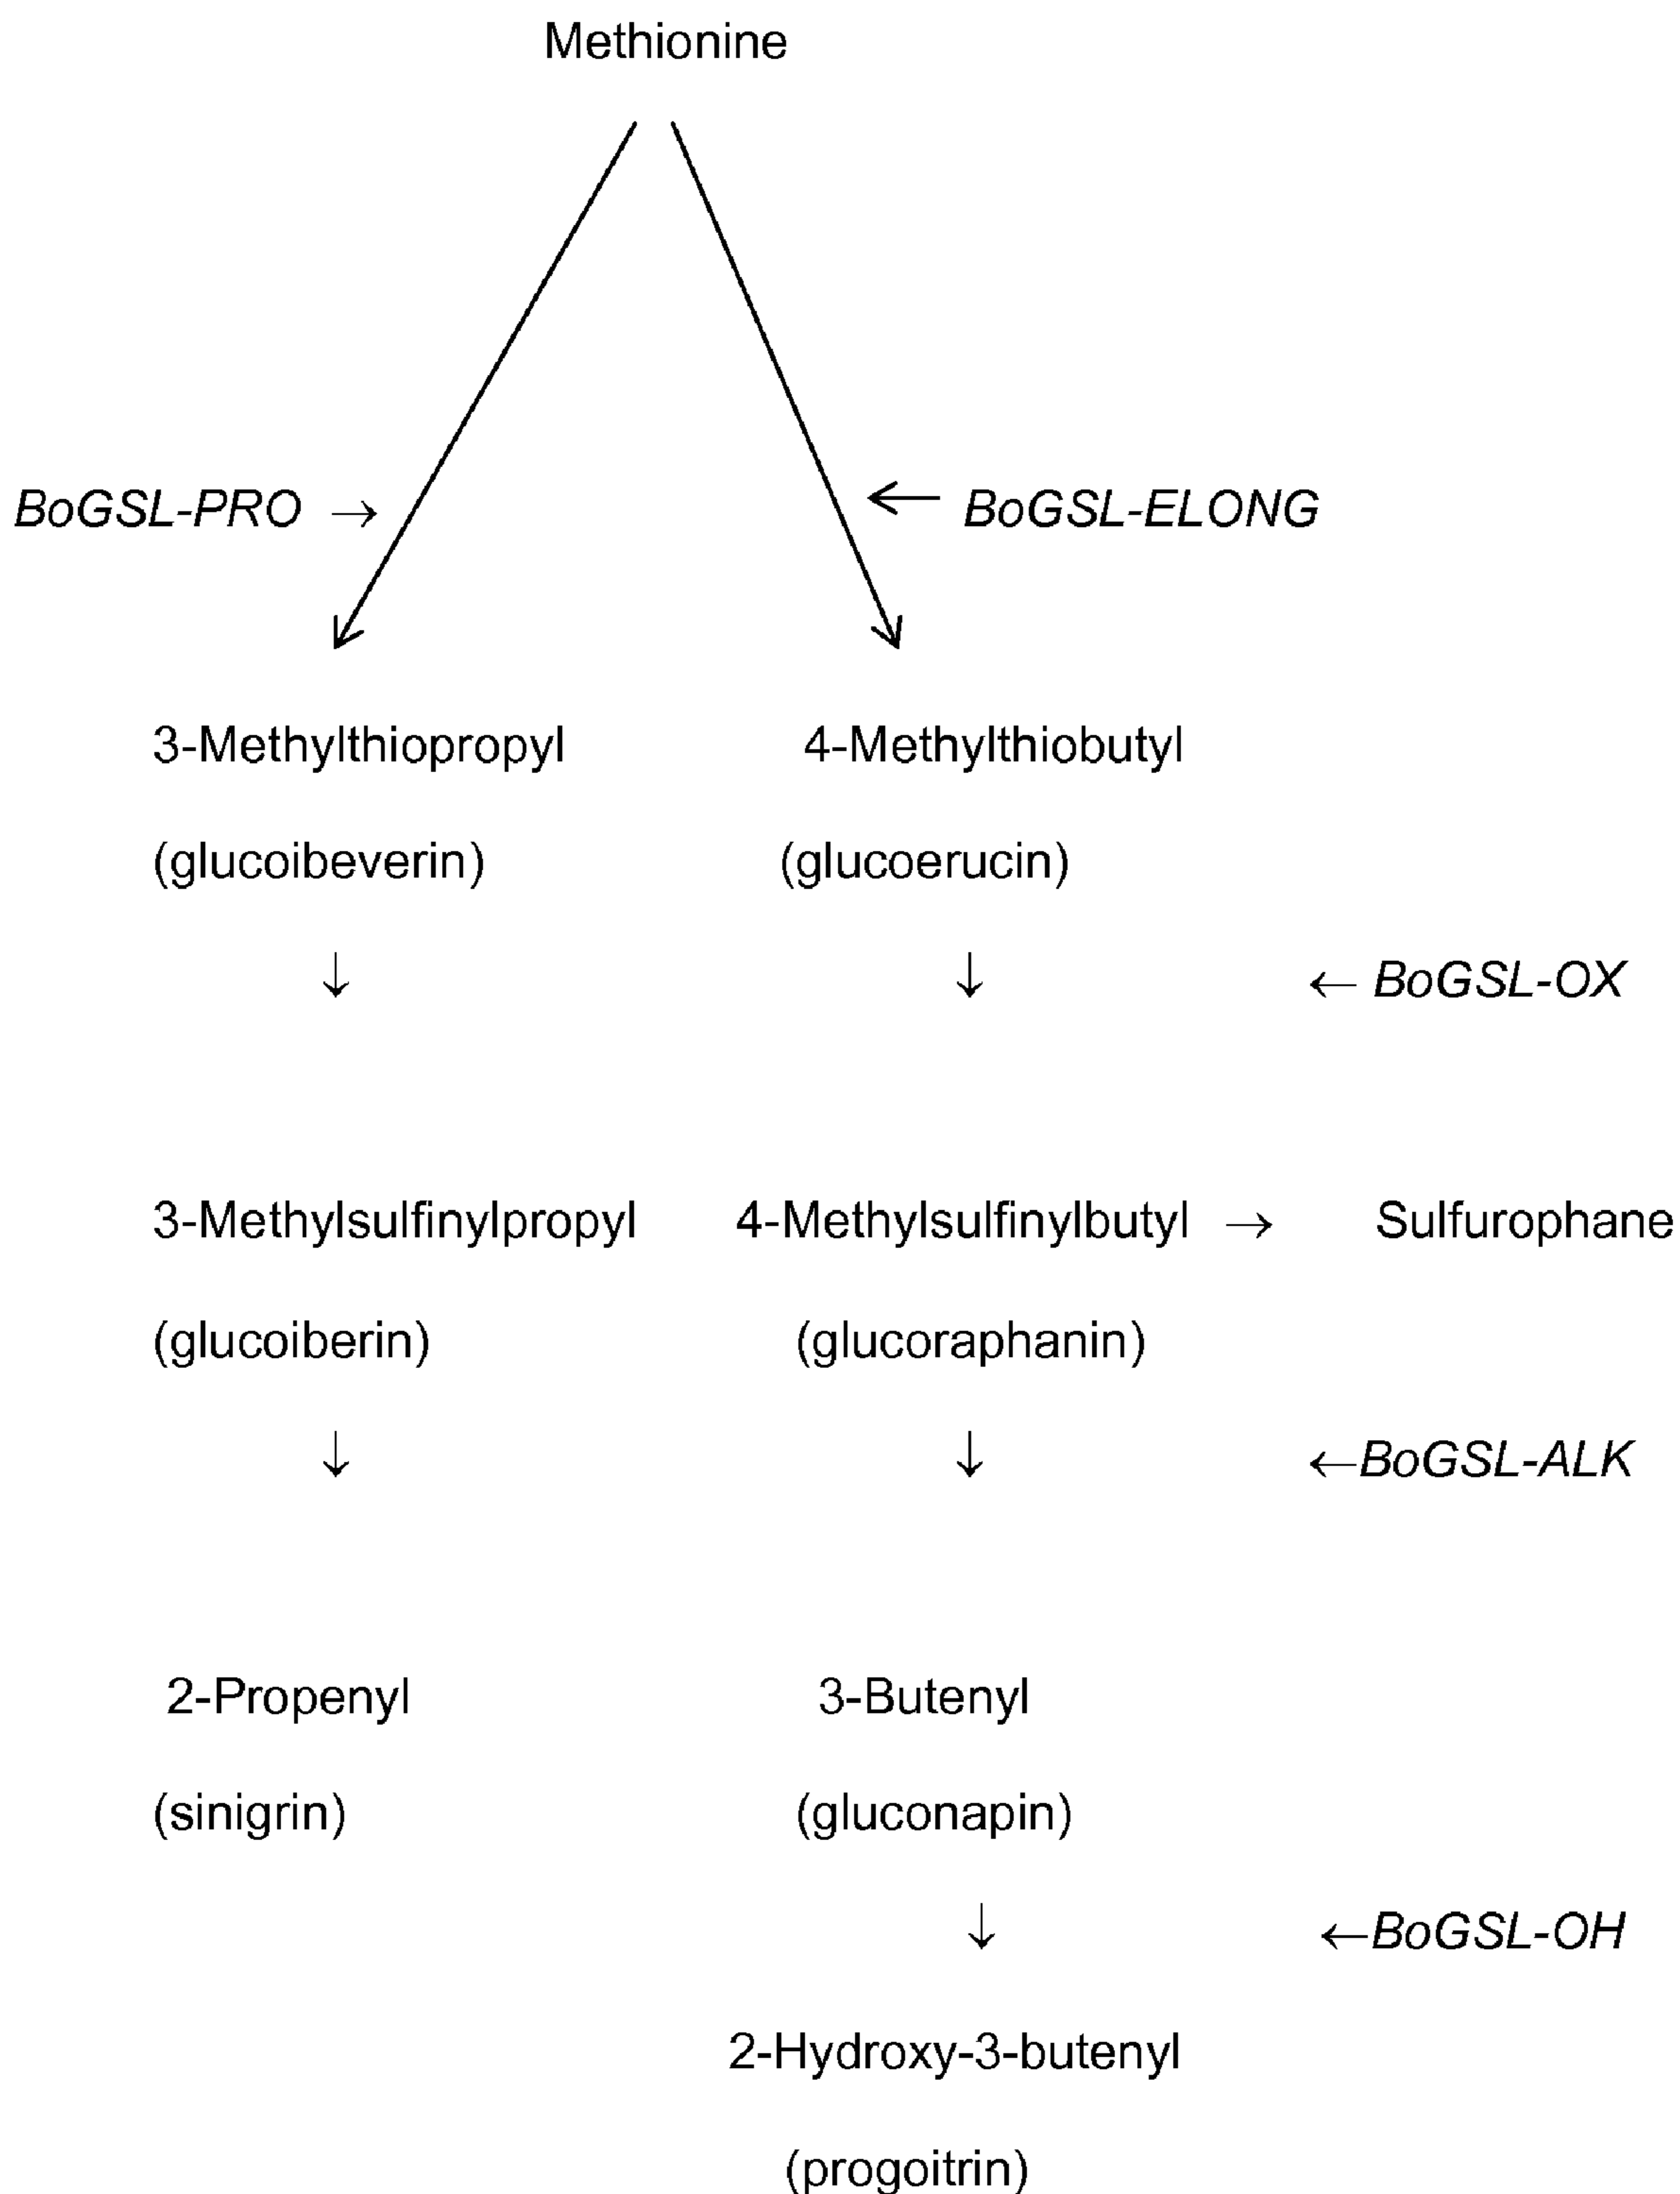 Methionine
BoGSL-PRO → ← BoGSL-ELONG
3-Methylthiopropyl 4-Methylthiobutyl
(glucoibeverin) (glucoerucin)
↓ ↓ ← BoGSL-OX
3-Methylsulfinylpropyl 4-Methylsulfinylbutyl → Sulfurophane
(glucoiberin) (glucoraphanin)
↓ ↓ ←BoGSL-ALK
2-Propenyl 3-Butenyl
(sinigrin) (gluconapin)
↓ ←BoGSL-OH
2-Hydroxy-3-butenyl
(progoitrin)